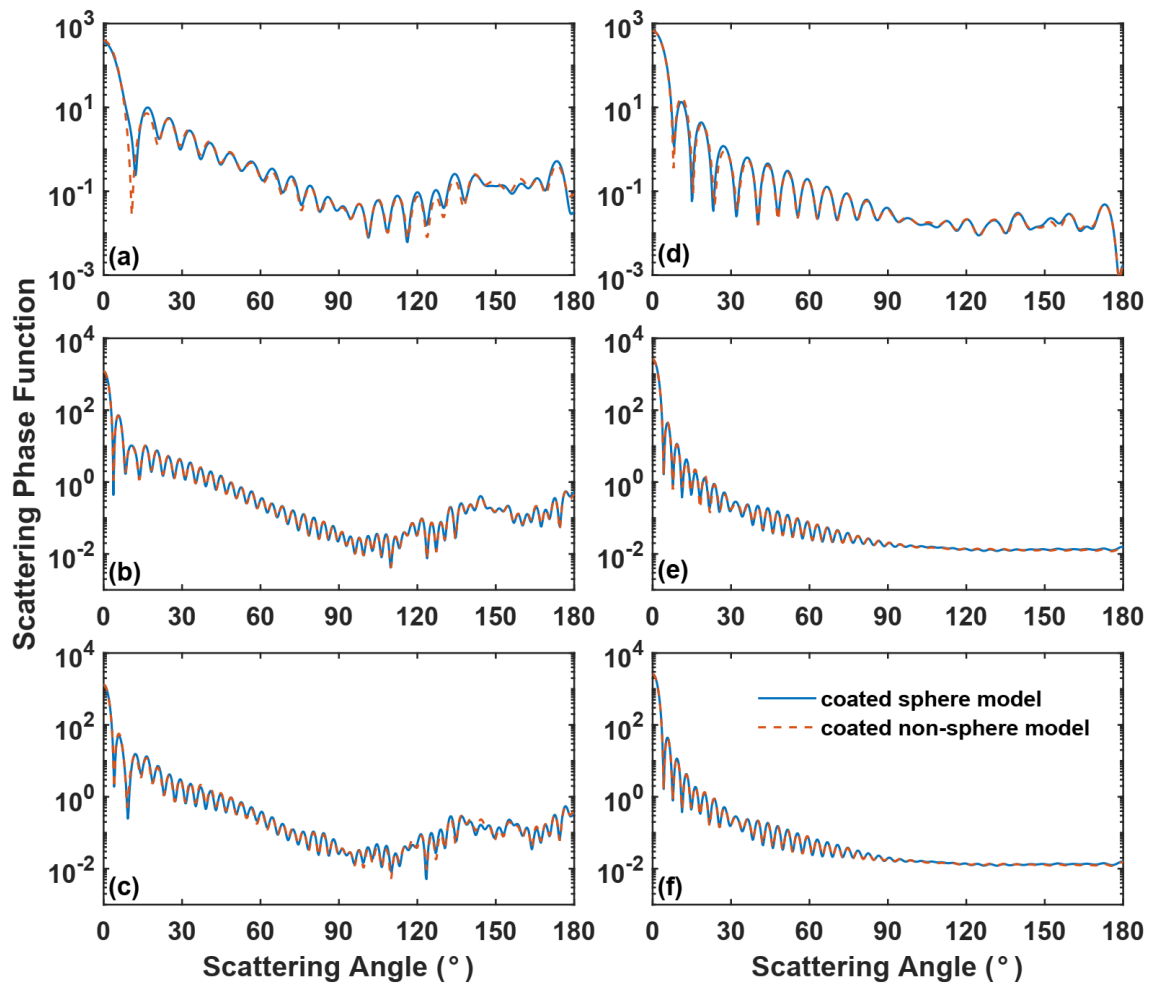 Scattering Phase Function
10^3
10^1
10^-1
10^-3
(a)
0 30 60 90 120 150 180
10^3
10^1
10^-1
10^-3
(d)
0 30 60 90 120 150 180
10^4
10^2
10^0
10^-2
(b)
0 30 60 90 120 150 180
10^4
10^2
10^0
10^-2
(e)
0 30 60 90 120 150 180
10^4
10^2
10^0
10^-2
(c)
0 30 60 90 120 150 180
Scattering Angle (°)
10^4
10^2
10^0
10^-2
coated sphere model
coated non-sphere model
(f)
0 30 60 90 120 150 180
Scattering Angle (°)